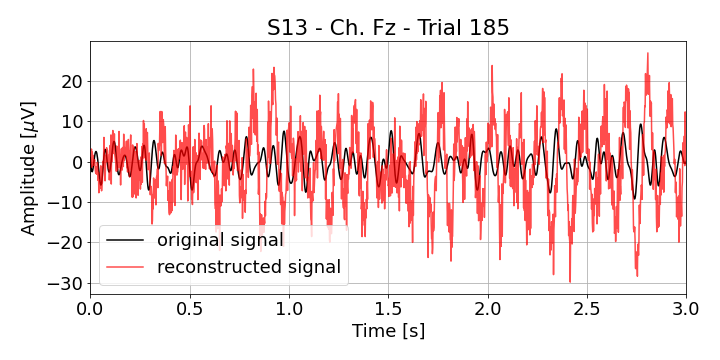 S13 - Ch. Fz - Trial 185
Amplitude [μV]
20
10
0
−10
−20
−30
original signal
reconstructed signal
0.0 0.5 1.0 1.5 2.0 2.5 3.0
Time [s]